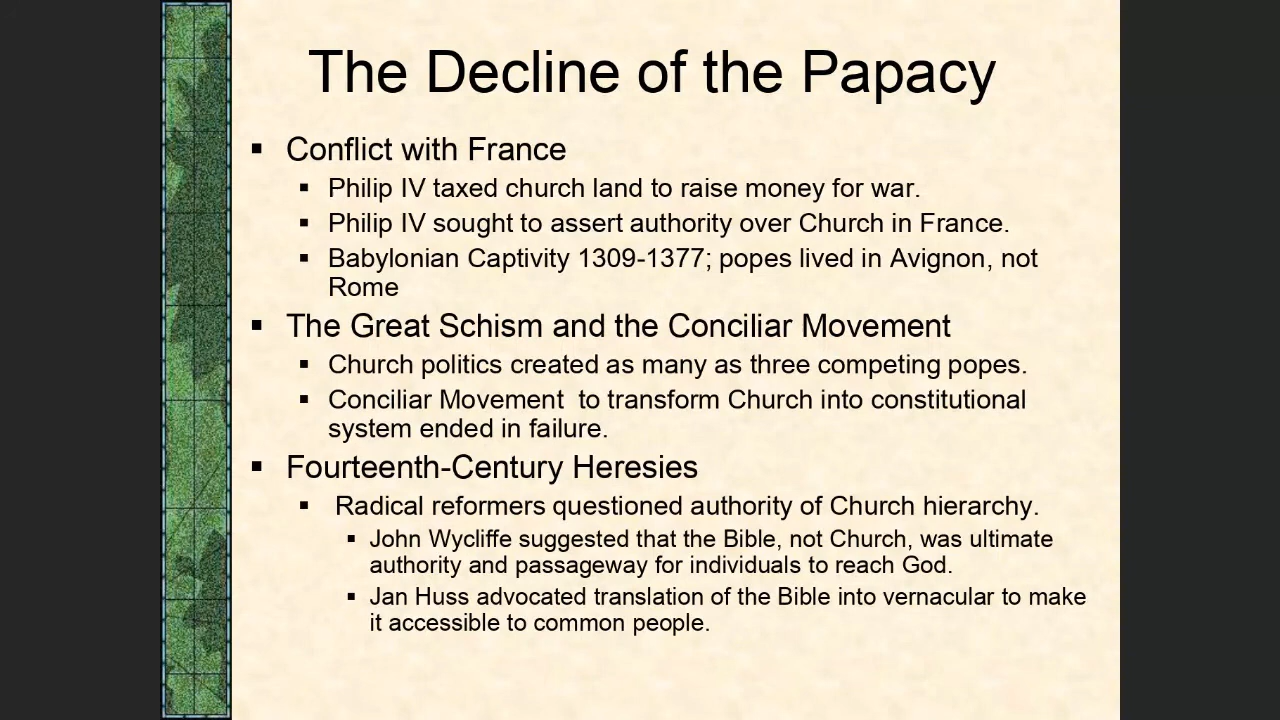 The Decline of the Papacy
▪ Conflict with France
▪ Philip IV taxed church land to raise money for war.
▪ Philip IV sought to assert authority over Church in France.
▪ Babylonian Captivity 1309-1377; popes lived in Avignon, not
Rome
▪ The Great Schism and the Conciliar Movement
▪ Church politics created as many as three competing popes.
▪ Conciliar Movement  to transform Church into constitutional
system ended in failure.
▪ Fourteenth-Century Heresies
▪ Radical reformers questioned authority of Church hierarchy.
▪ John Wycliffe suggested that the Bible, not Church, was ultimate
authority and passageway for individuals to reach God.
▪ Jan Huss advocated translation of the Bible into vernacular to make
it accessible to common people.